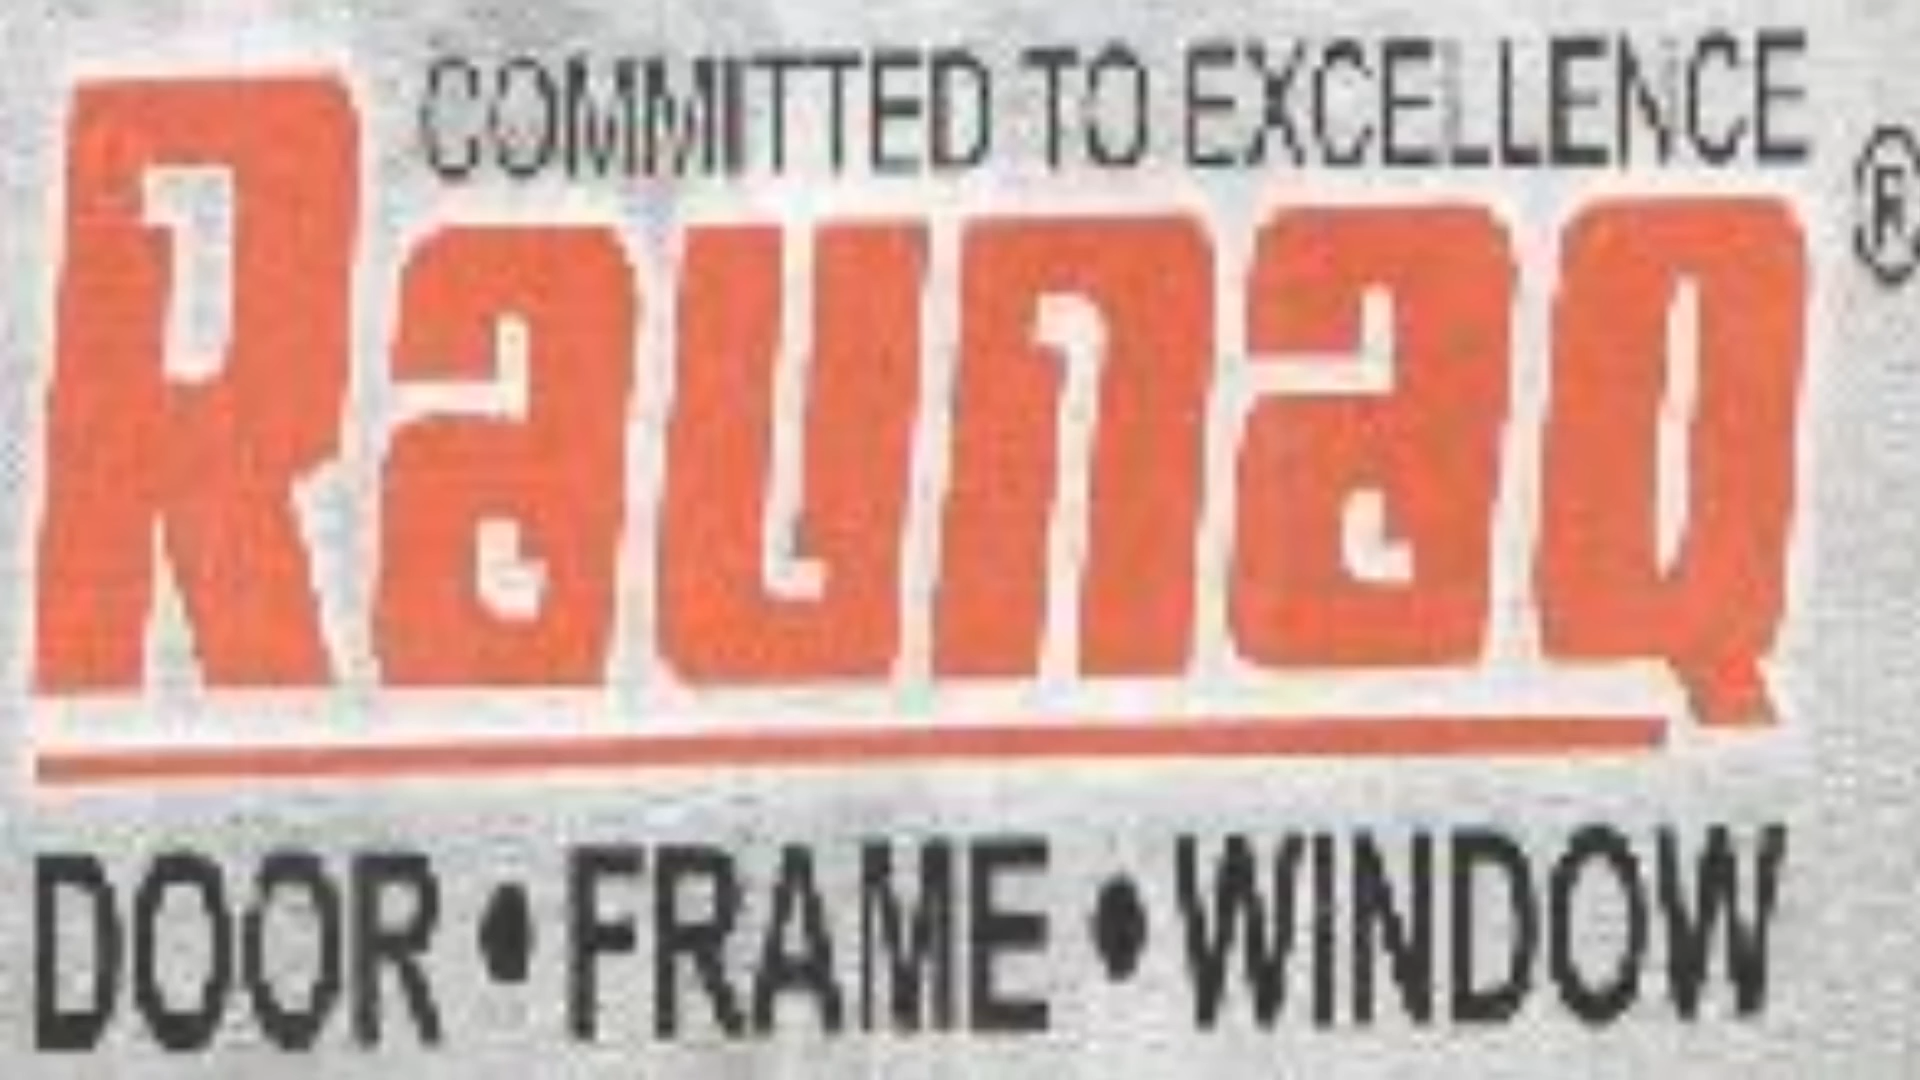 COMMITTED TO EXCELLENCE
Raunaq ®
DOOR • FRAME • WINDOW